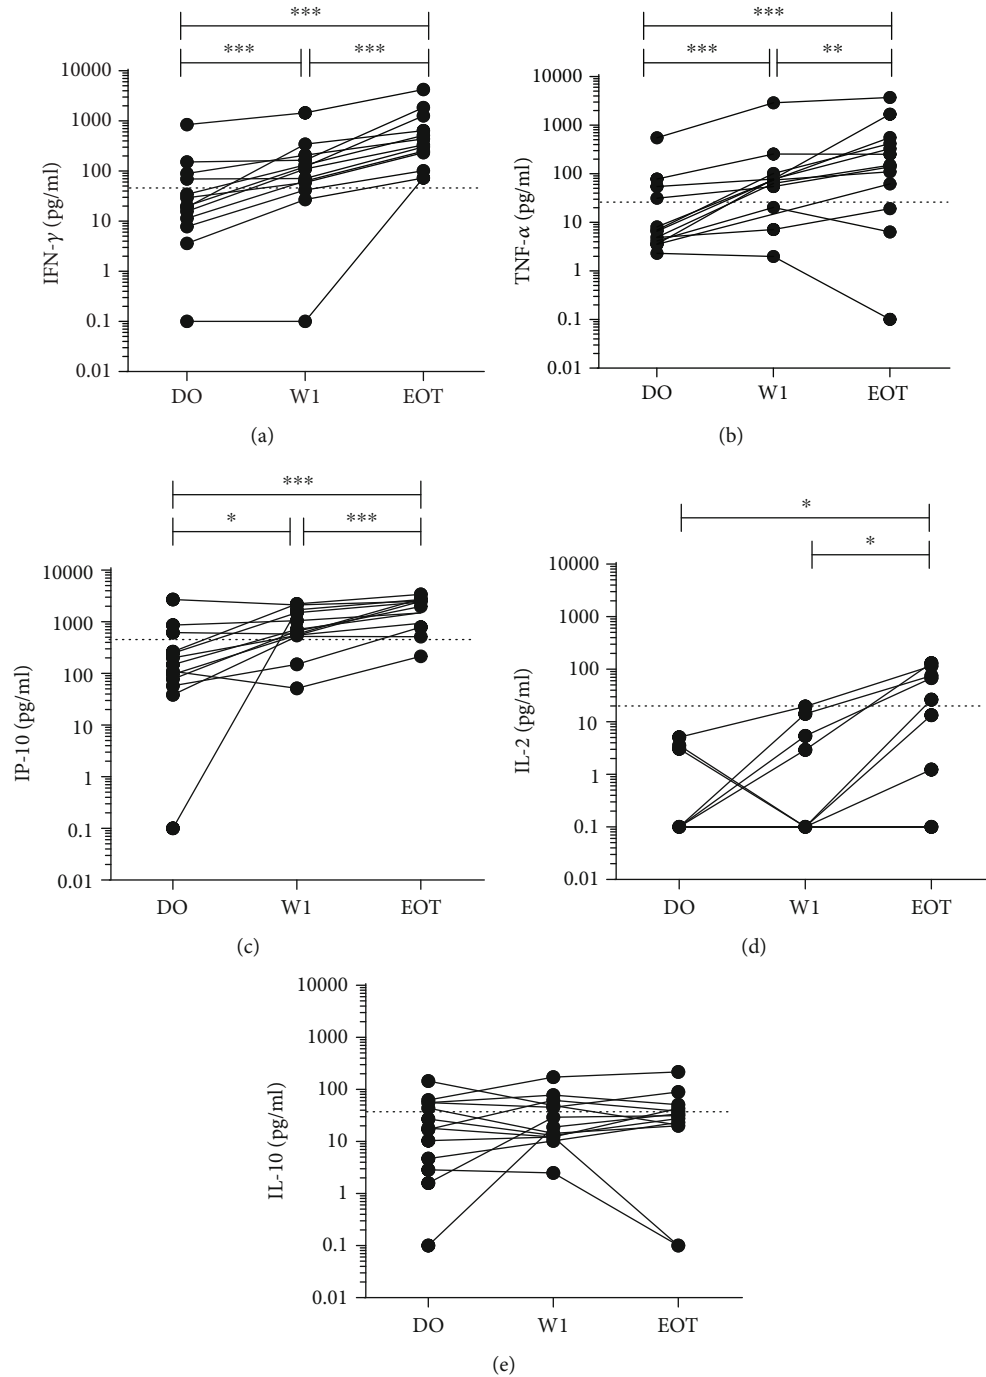 ***
***
***
10000
1000
100
10
1
0.1
0.01
IFN-γ (pg/ml)
DO
W1
EOT
(a)
***
***
**
10000
1000
100
10
1
0.1
0.01
TNF-α (pg/ml)
DO
W1
EOT
(b)
***
*
***
10000
1000
100
10
1
0.1
0.01
IP-10 (pg/ml)
DO
W1
EOT
(c)
*
*
10000
1000
100
10
1
0.1
0.01
IL-2 (pg/ml)
DO
W1
EOT
(d)
10000
1000
100
10
1
0.1
0.01
IL-10 (pg/ml)
DO
W1
EOT
(e)